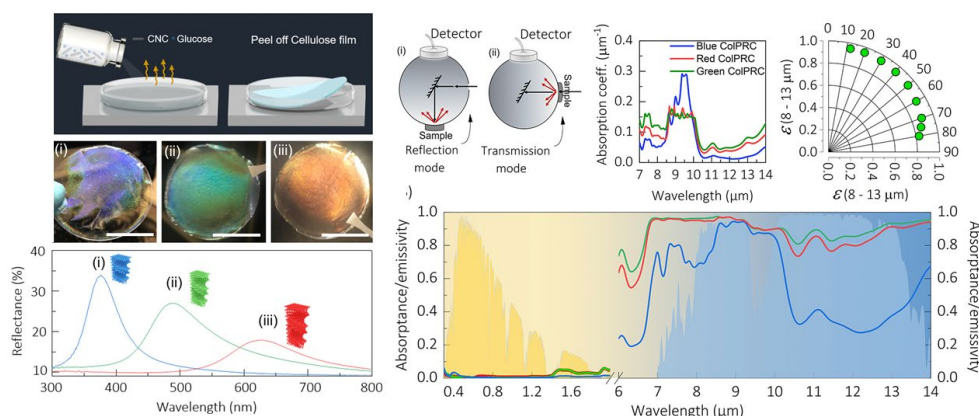 CNC Glucose
Peel off Cellulose film
(i)
(ii)
(iii)
Reflectance (%)
40
30
20
10
(i)
(ii)
(iii)
300 400 500 600 700 800
Wavelength (nm)
(i)
Detector
(ii)
Detector
Sample
Reflection
mode
Sample
Transmission
mode
Absorption coeff. (μm⁻¹)
0.4
0.3
0.2
0.1
0.0
Blue ColPRC
Red ColPRC
Green ColPRC
7 8 9 10 11 12 13 14
Wavelength (μm)
ε(8 - 13 μm)
1.0
0.8
0.6
0.4
0.2
0.0
0 10 20 30 40 50 60 70 80 90
0.0 0.2 0.4 0.6 0.8 1.0
ε(8 - 13 μm)
)
Absorptance/emissivity
1.0
0.8
0.6
0.4
0.2
0.0
0.4 0.8 1.2 1.6 6 7 8 9 10 11 12 13 14
Wavelength (μm)
1.0
0.8
0.6
0.4
0.2
0.0
Absorptance/emissivity